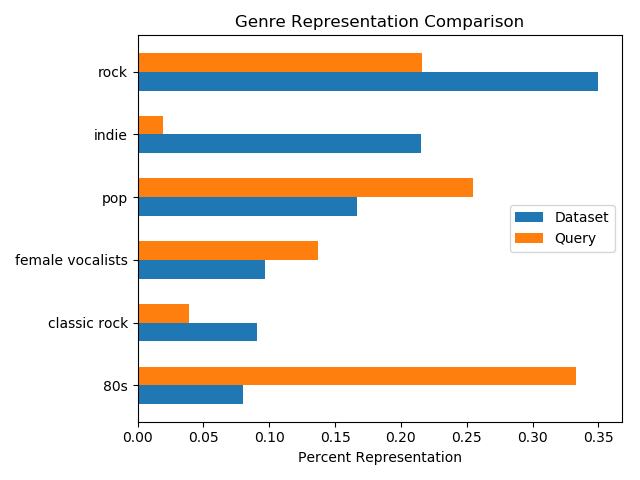 Genre Representation Comparison
rock
indie
pop
female vocalists
classic rock
80s
Dataset
Query
0.00 0.05 0.10 0.15 0.20 0.25 0.30 0.35
Percent Representation